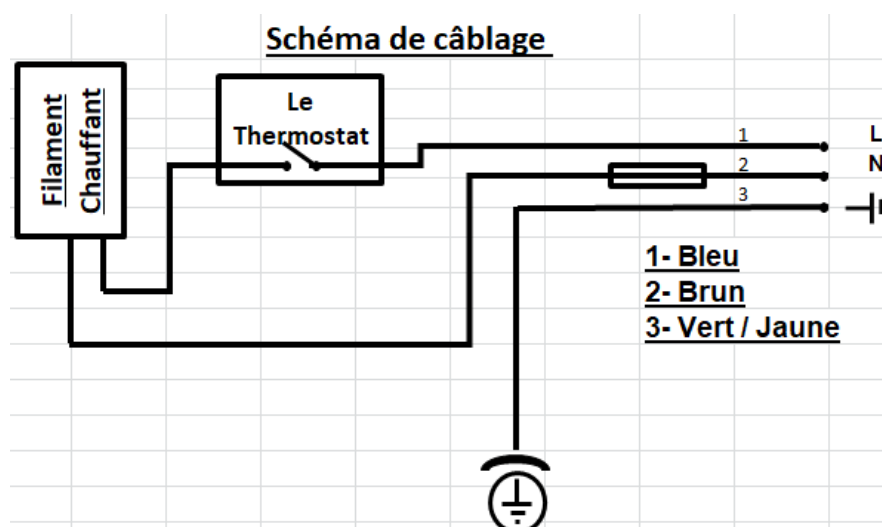 Schéma de câblage
Filament
Chauffant
Le
Thermostat
1
L
2
N
3
1- Bleu
2- Brun
3- Vert / Jaune